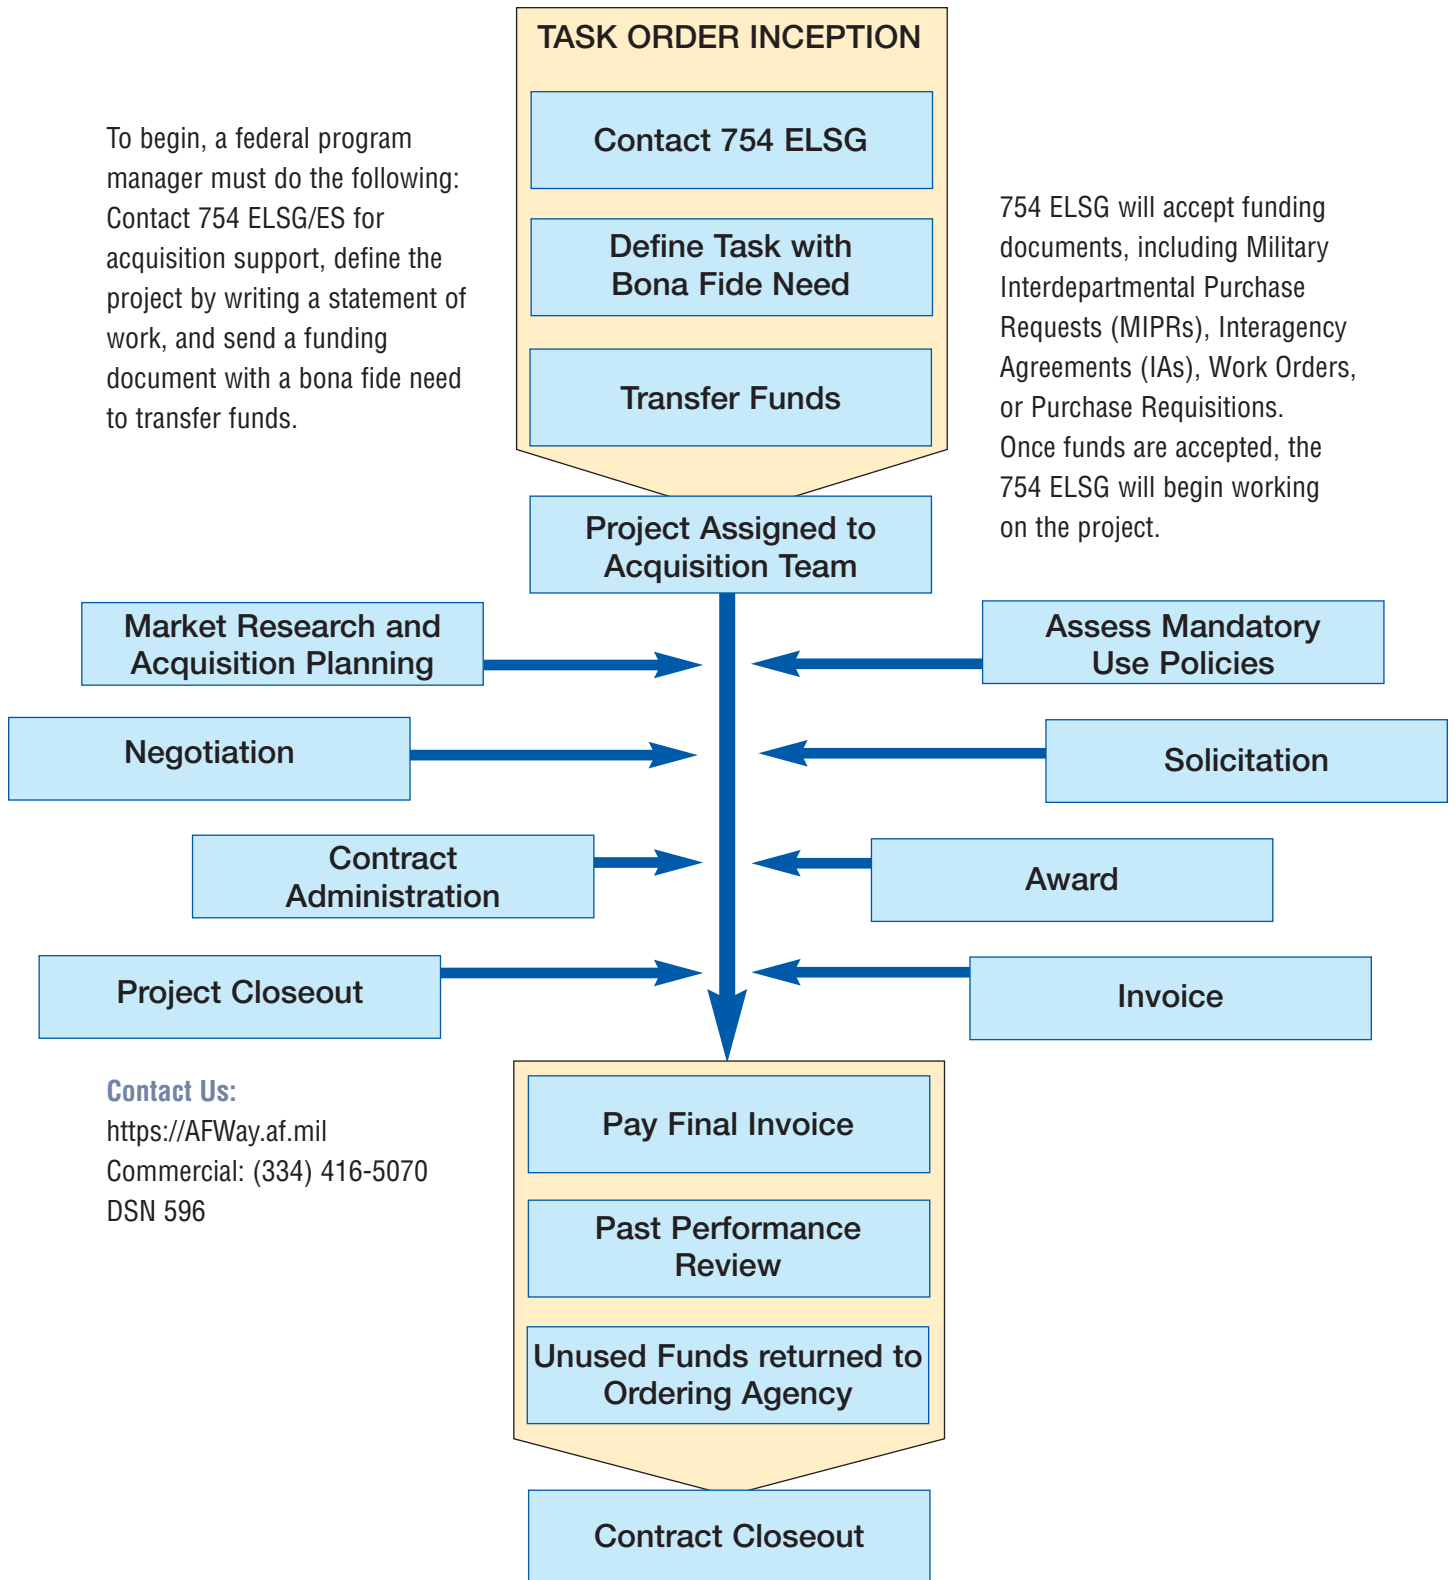 TASK ORDER INCEPTION
Contact 754 ELSG
Define Task with
Bona Fide Need
Transfer Funds
To begin, a federal program
manager must do the following:
Contact 754 ELSG/ES for
acquisition support, define the
project by writing a statement of
work, and send a funding
document with a bona fide need
to transfer funds.
754 ELSG will accept funding
documents, including Military
Interdepartmental Purchase
Requests (MIPRs), Interagency
Agreements (IAs), Work Orders,
or Purchase Requisitions.
Once funds are accepted, the
754 ELSG will begin working
on the project.
Project Assigned to
Acquisition Team
Market Research and
Acquisition Planning
Assess Mandatory
Use Policies
Negotiation
Solicitation
Contract
Administration
Award
Project Closeout
Invoice
Contact Us:
https://AFWay.af.mil
Commercial: (334) 416-5070
DSN 596
Pay Final Invoice
Past Performance
Review
Unused Funds returned to
Ordering Agency
Contract Closeout